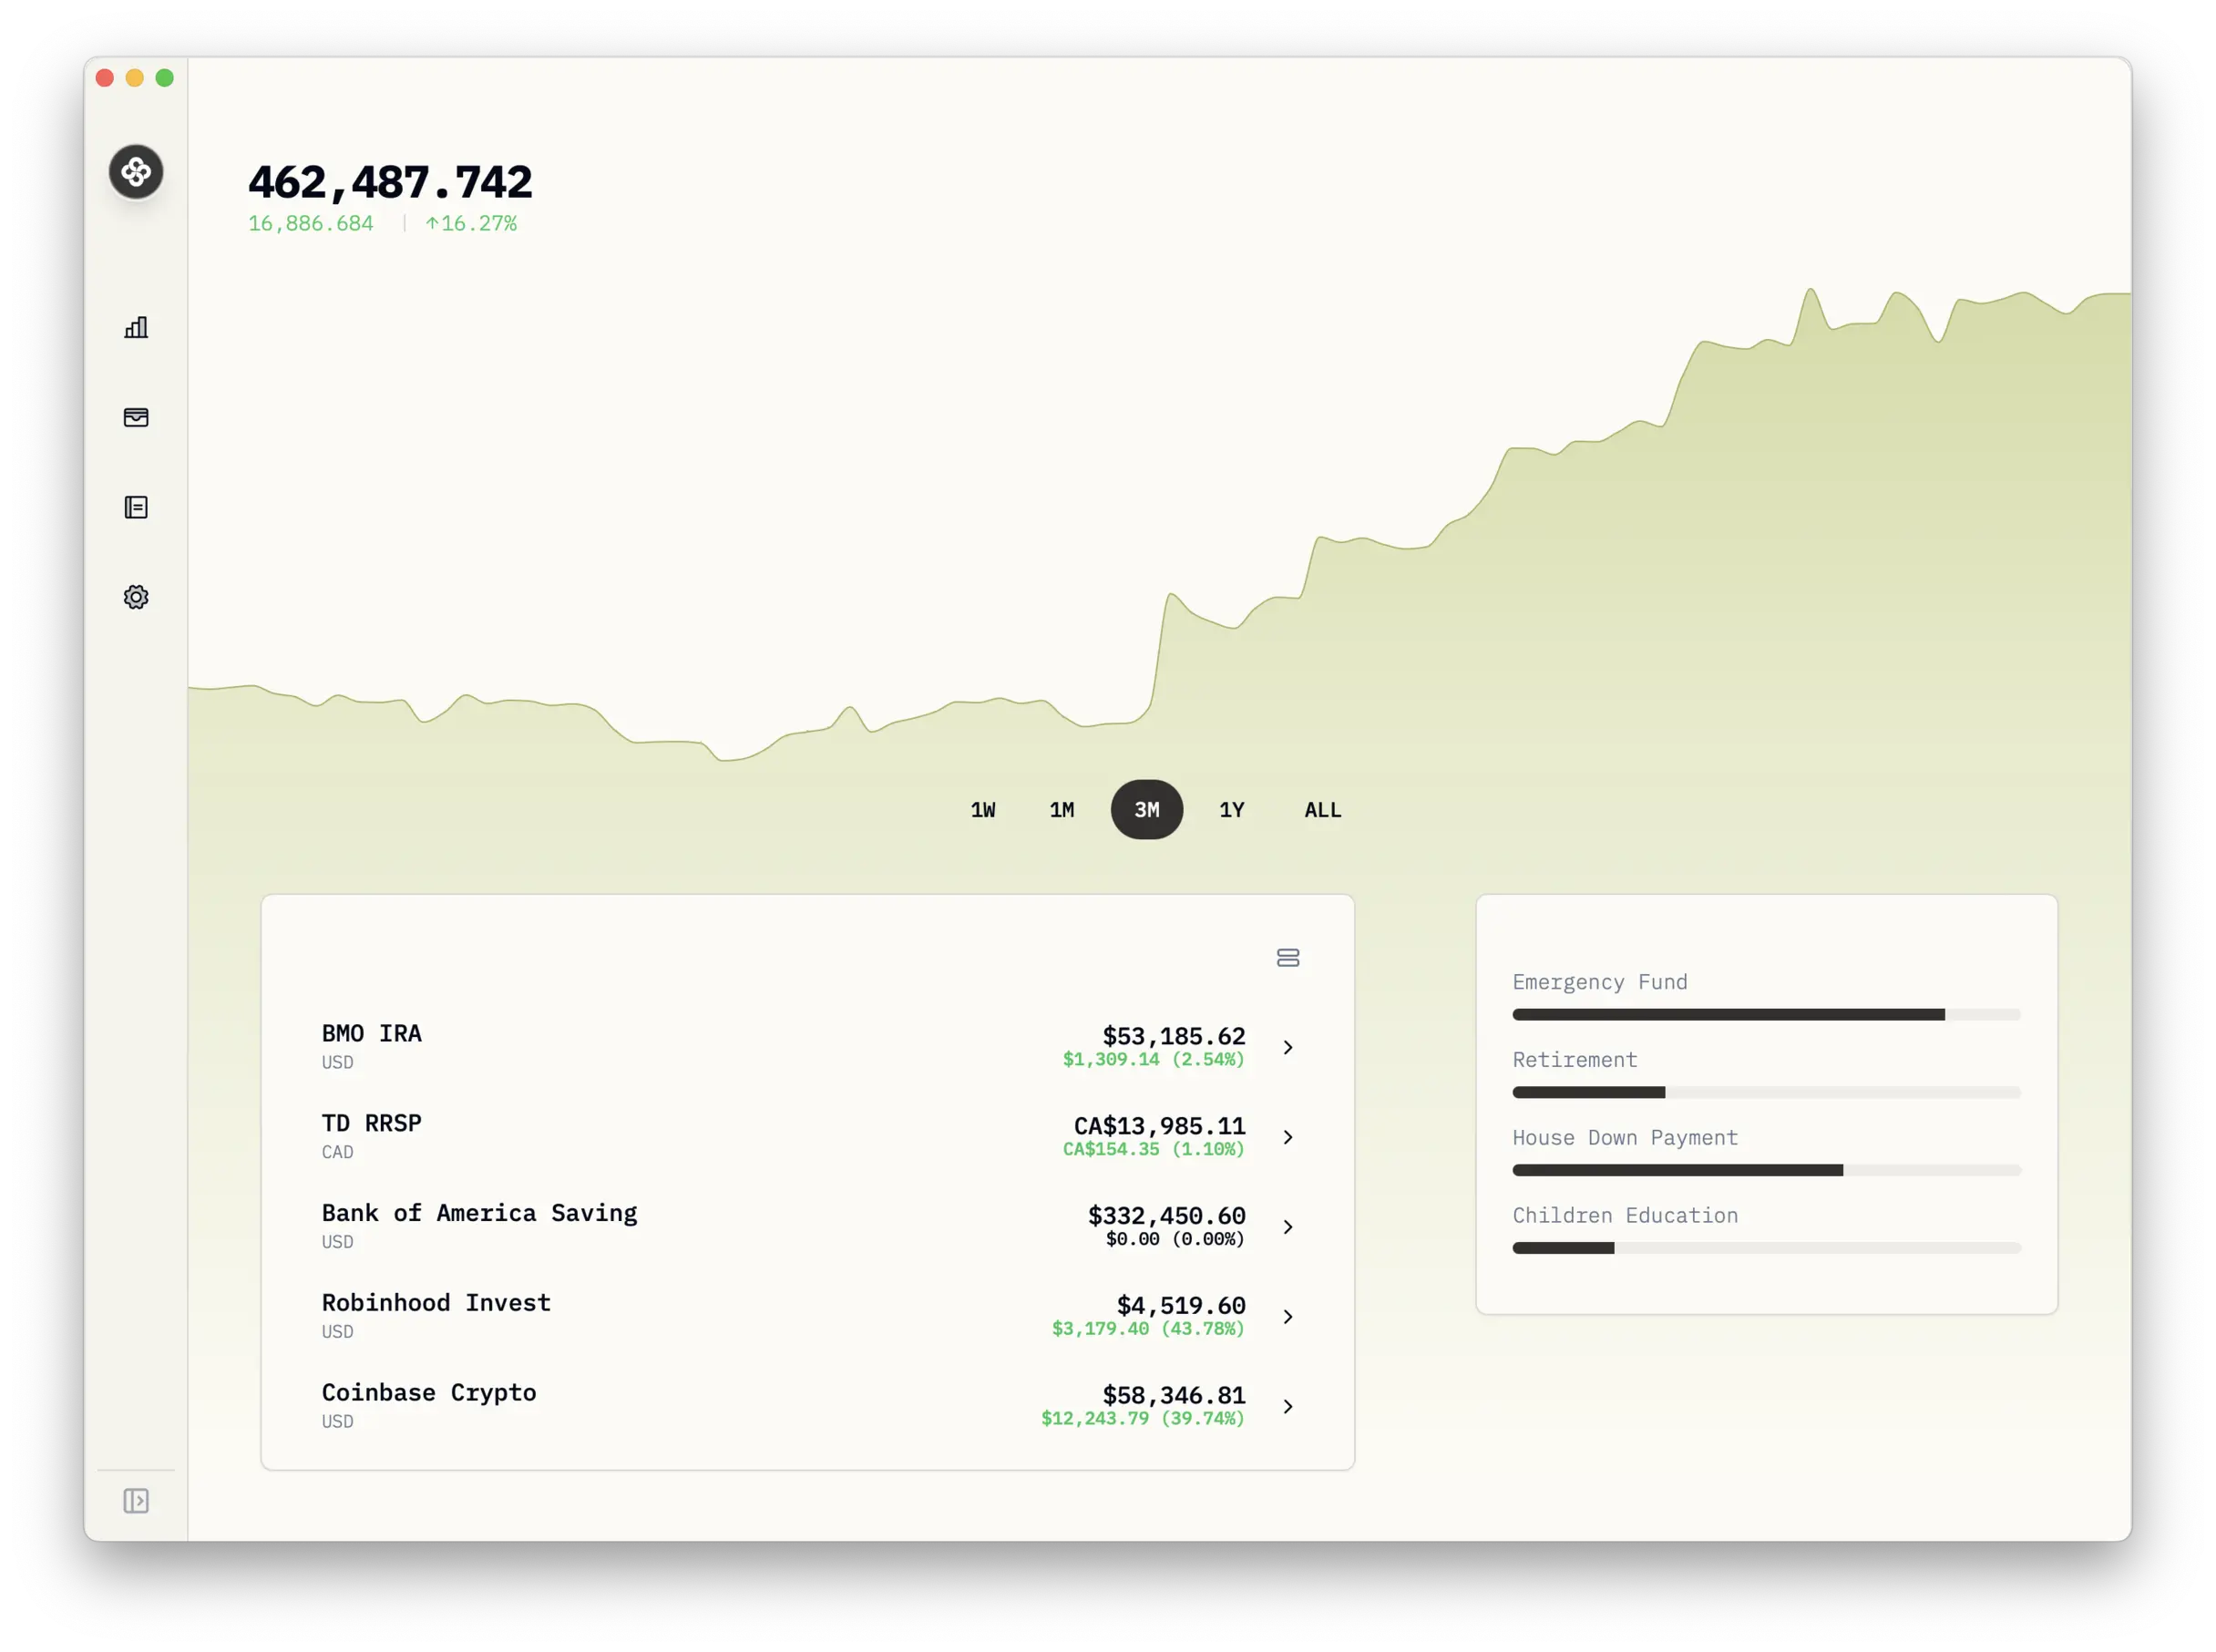 462,487.742
16,886.684 | ↑16.27%
1W 1M 3M 1Y ALL
BMO IRA $53,185.62
USD $1,309.14 (2.54%)
TD RRSP CA$13,985.11
CAD CA$154.35 (1.10%)
Bank of America Saving $332,450.60
USD $0.00 (0.00%)
Robinhood Invest $4,519.60
USD $3,179.40 (43.78%)
Coinbase Crypto $58,346.81
USD $12,243.79 (39.74%)
Emergency Fund
Retirement
House Down Payment
Children Education